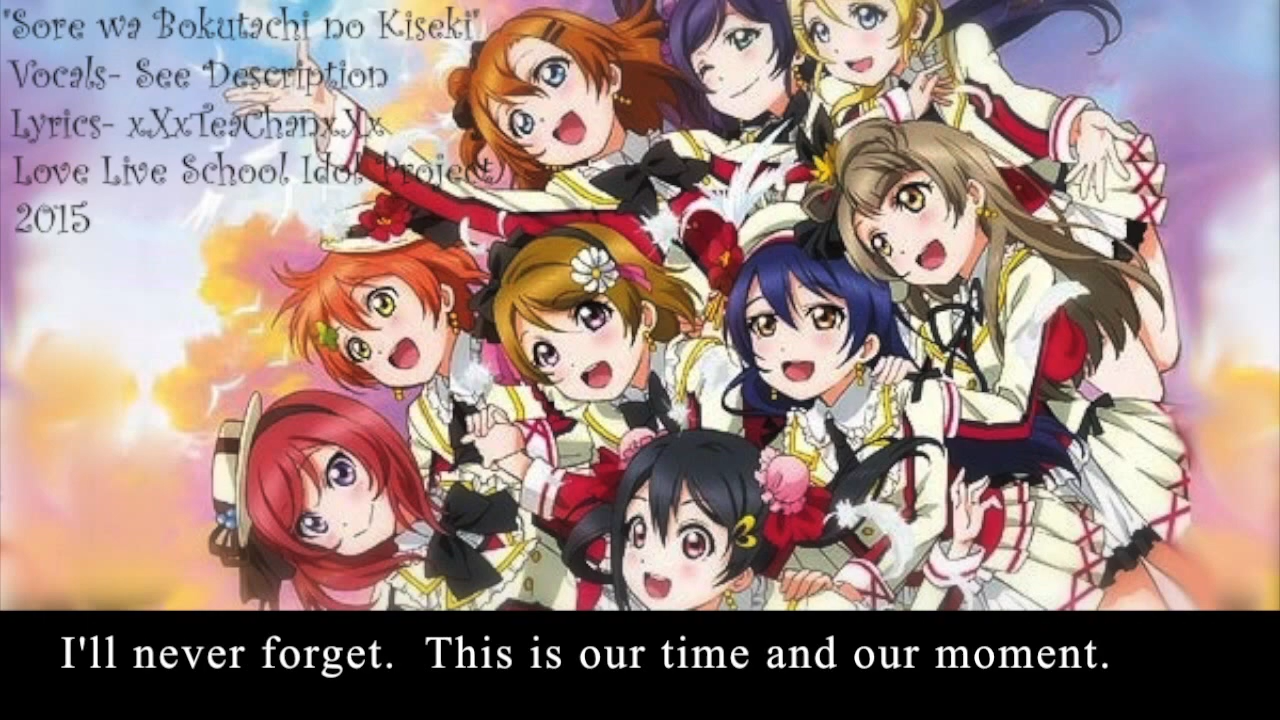 "Sore wa Bokutachi no Kiseki"
Vocals- See Description
Lyrics- xXxTeaChanxXx
Love Live School Idol Project)
2015
I'll never forget.  This is our time and our moment.